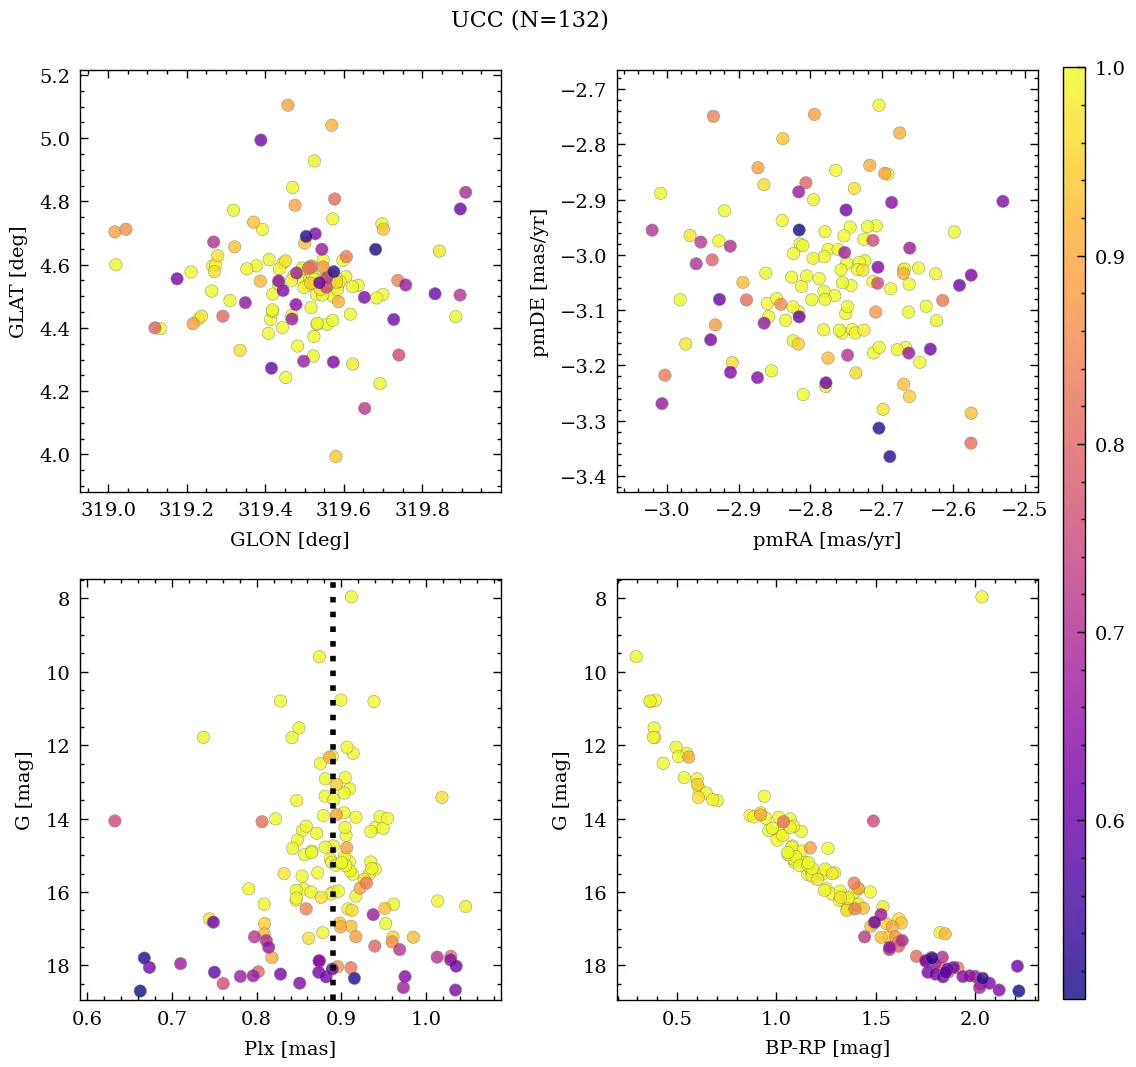 UCC (N=132)
5.2
5.0
4.8
4.6
4.4
4.2
4.0
GLAT [deg]
319.0 319.2 319.4 319.6 319.8
GLON [deg]
−2.7
−2.8
−2.9
−3.0
−3.1
−3.2
−3.3
−3.4
pmDE [mas/yr]
−3.0 −2.9 −2.8 −2.7 −2.6 −2.5
pmRA [mas/yr]
8
10
12
14
16
18
G [mag]
0.6 0.7 0.8 0.9 1.0
Plx [mas]
8
10
12
14
16
18
G [mag]
0.5 1.0 1.5 2.0
BP-RP [mag]
1.0
0.9
0.8
0.7
0.6